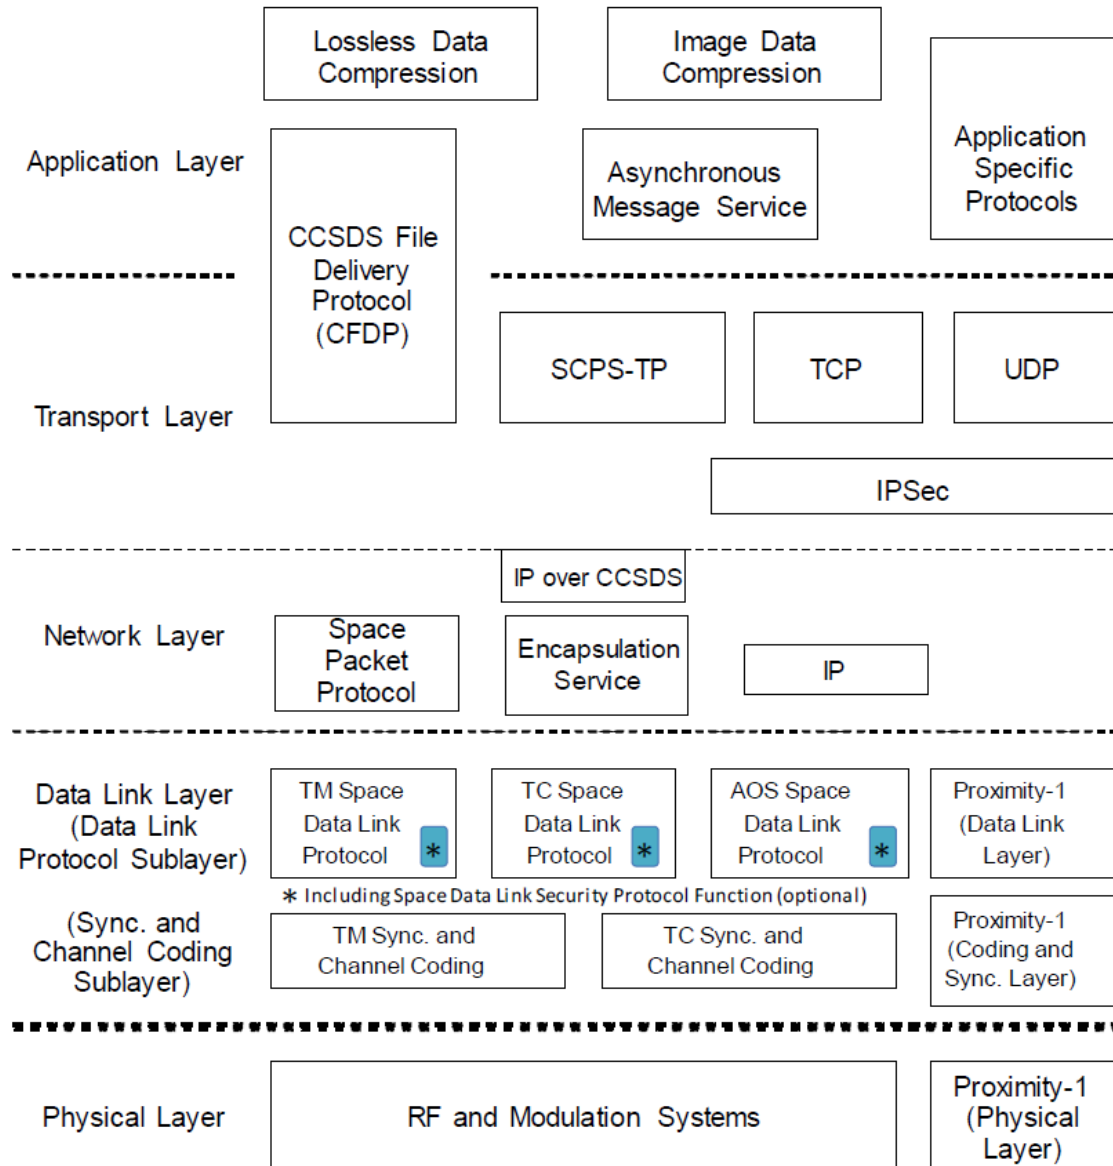 Lossless Data
Compression
Image Data
Compression
Application Layer
Asynchronous
Message Service
Application
Specific
Protocols
CCSDS File
Delivery
Protocol
(CFDP)
Transport Layer
SCPS-TP
TCP
UDP
IPSec
IP over CCSDS
Network Layer
Space
Packet
Protocol
Encapsulation
Service
IP
Data Link Layer
(Data Link
Protocol Sublayer)
TM Space
Data Link
Protocol *
TC Space
Data Link
Protocol *
AOS Space
Data Link
Protocol *
Proximity-1
(Data Link
Layer)
* Including Space Data Link Security Protocol Function (optional)
(Sync. and
Channel Coding
Sublayer)
TM Sync. and
Channel Coding
TC Sync. and
Channel Coding
Proximity-1
(Coding and
Sync. Layer)
Physical Layer
RF and Modulation Systems
Proximity-1
(Physical
Layer)